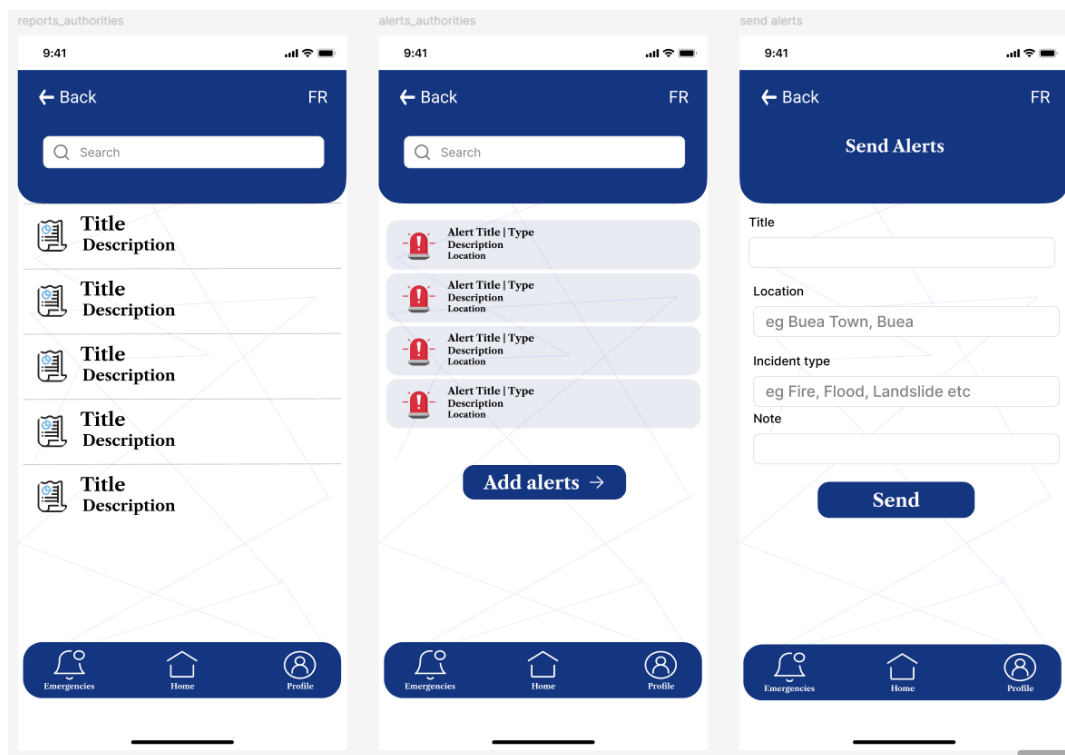 reports_authorities
9:41
Back
FR
Search
Title
Description
Title
Description
Title
Description
Title
Description
Title
Description
Emergencies
Home
Profile
alerts_authorities
9:41
Back
FR
Search
Alert Title | Type
Description
Location
Alert Title | Type
Description
Location
Alert Title | Type
Description
Location
Alert Title | Type
Description
Location
Add alerts →
Emergencies
Home
Profile
send alerts
9:41
Back
FR
Send Alerts
Title
Location
eg Buea Town, Buea
Incident type
eg Fire, Flood, Landslide etc
Note
Send
Emergencies
Home
Profile